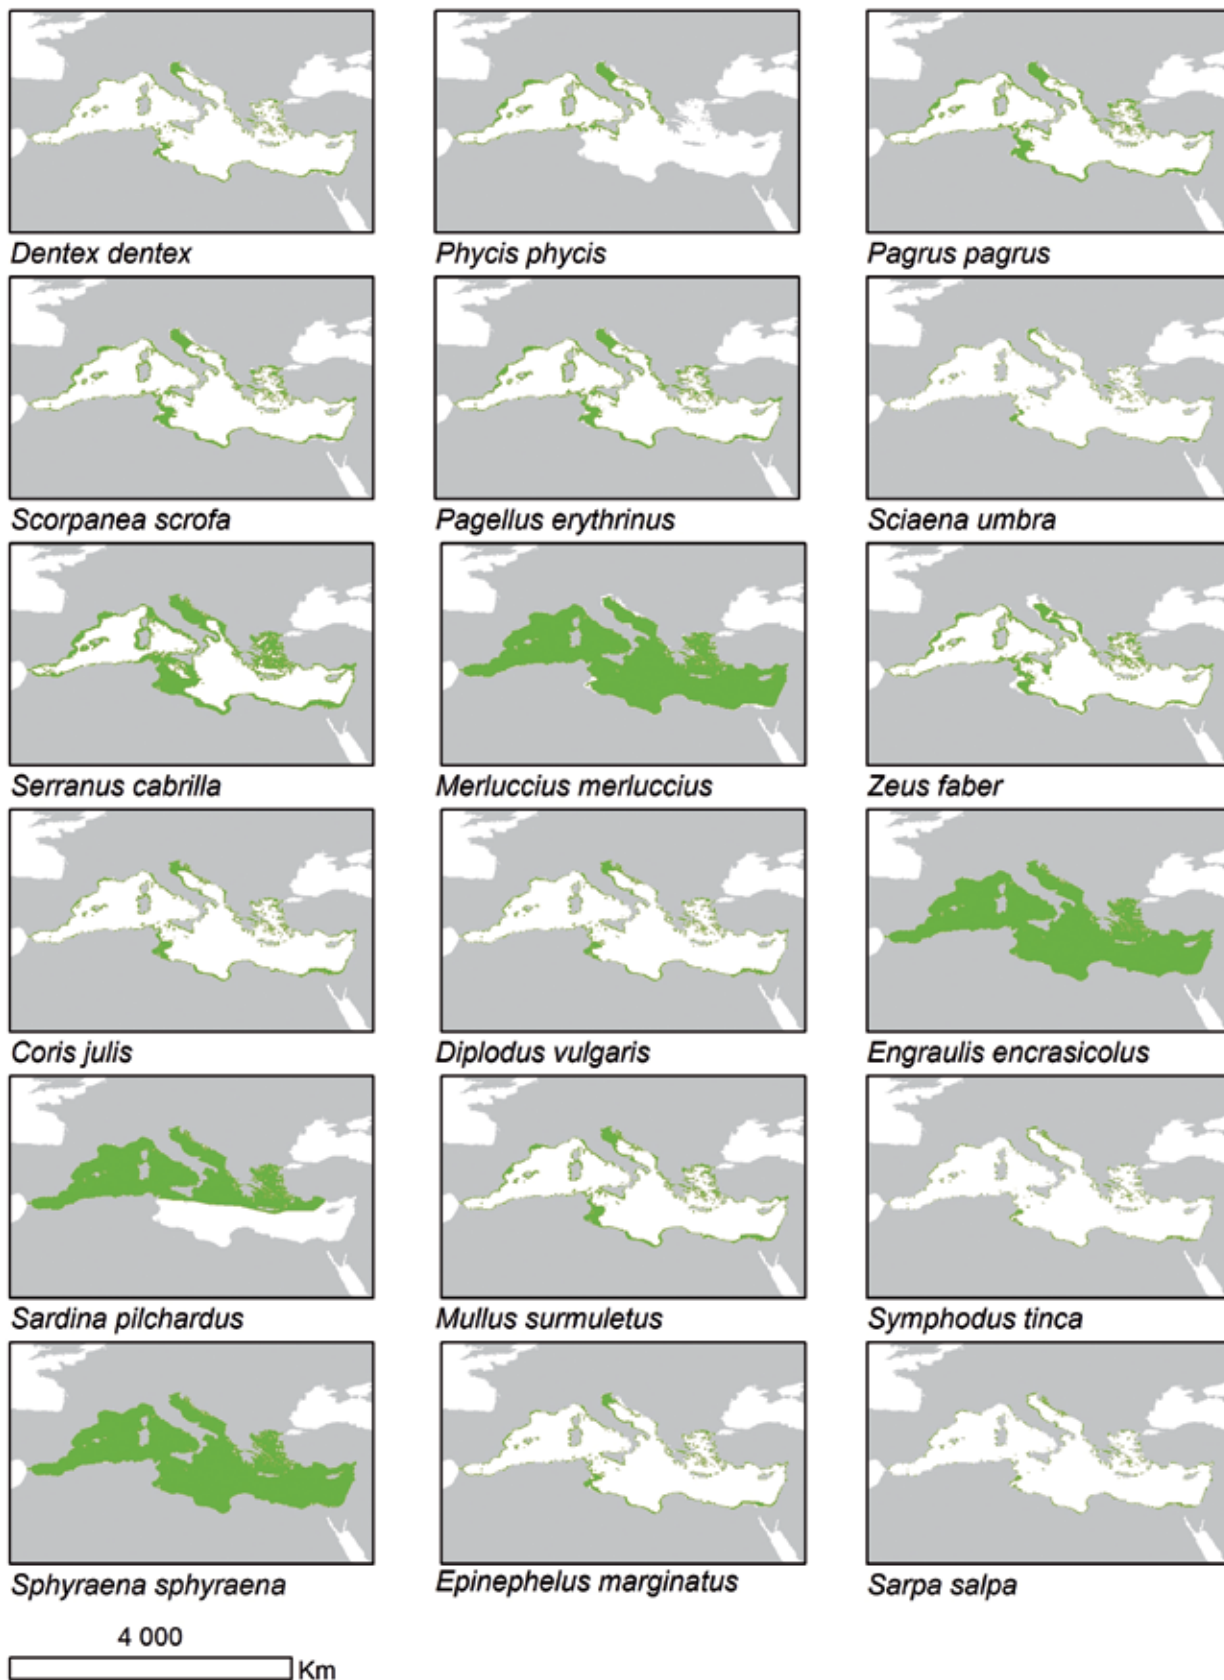 Dentex dentex
Phycis phycis
Pagrus pagrus
Scorpanea scrofa
Pagellus erythrinus
Sciaena umbra
Serranus cabrilla
Merluccius merluccius
Zeus faber
Coris julis
Diplodus vulgaris
Engraulis encrasicolus
Sardina pilchardus
Mullus surmuletus
Symphodus tinca
Sphyraena sphyraena
Epinephelus marginatus
Sarpa salpa
4 000
Km